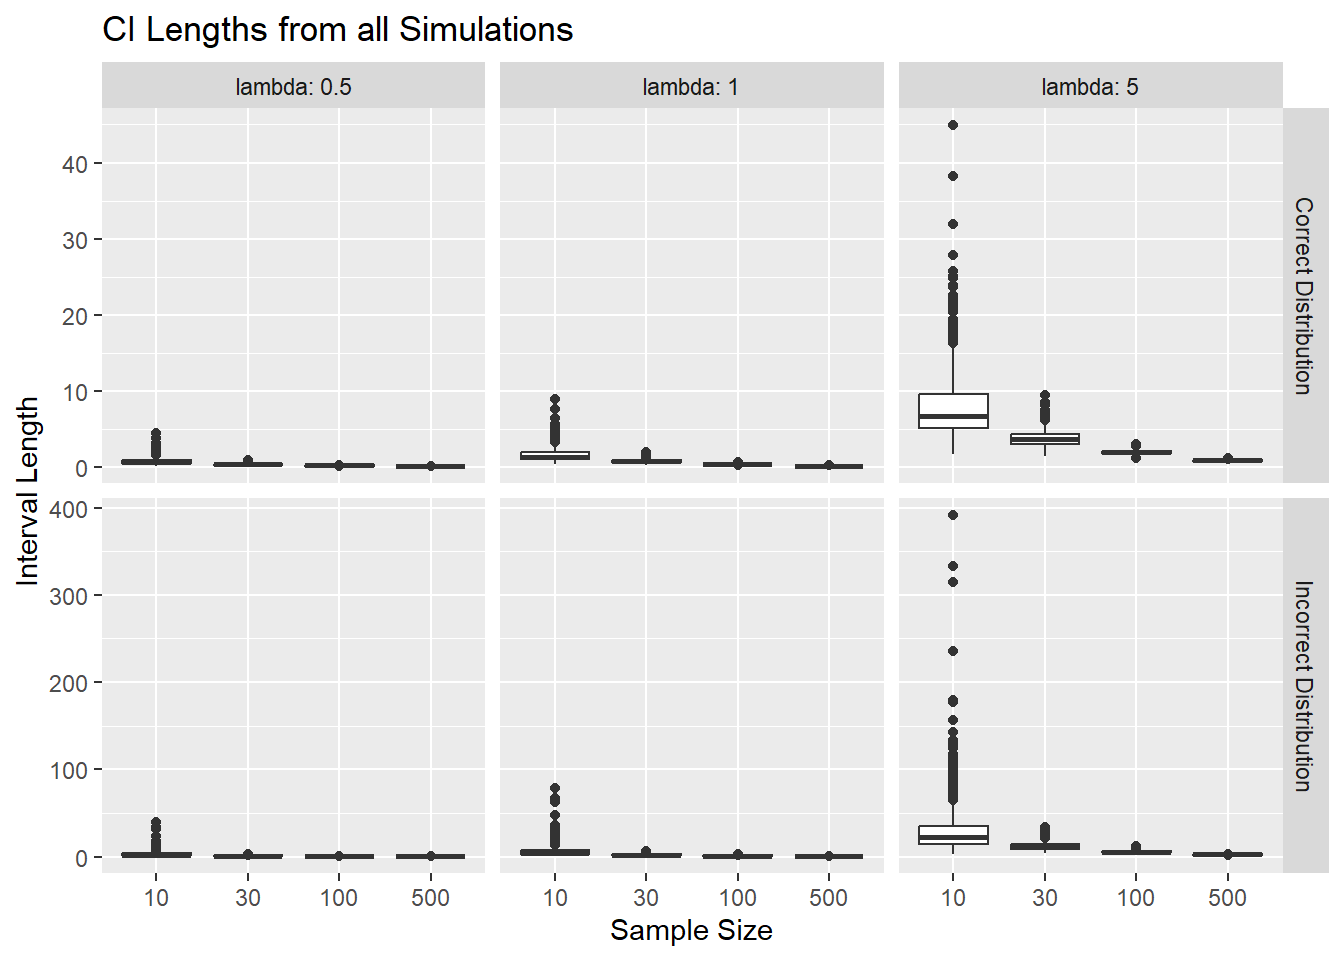 CI Lengths from all Simulations
lambda: 0.5
lambda: 1
lambda: 5
40
30
20
10
0
Correct Distribution
Interval Length
400
300
200
100
0
Incorrect Distribution
10 30 100 500
10 30 100 500
10 30 100 500
Sample Size